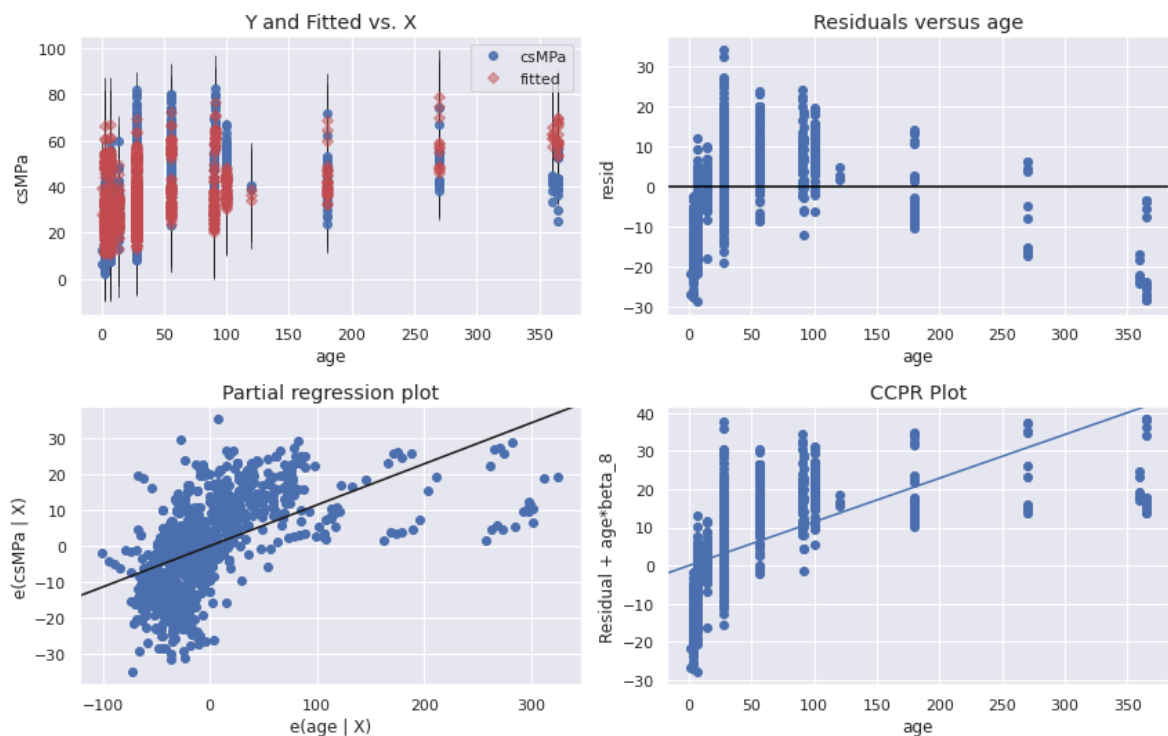 Y and Fitted vs. X
csMPa
fitted
100
80
60
40
20
0
csMPa
0 50 100 150 200 250 300 350
age
Residuals versus age
30
20
10
0
−10
−20
−30
resid
0 50 100 150 200 250 300 350
age
Partial regression plot
30
20
10
0
−10
−20
−30
e(csMPa | X)
−100 0 100 200 300
e(age | X)
CCPR Plot
40
30
20
10
0
−10
−20
−30
Residual + age*beta_8
0 50 100 150 200 250 300 350
age